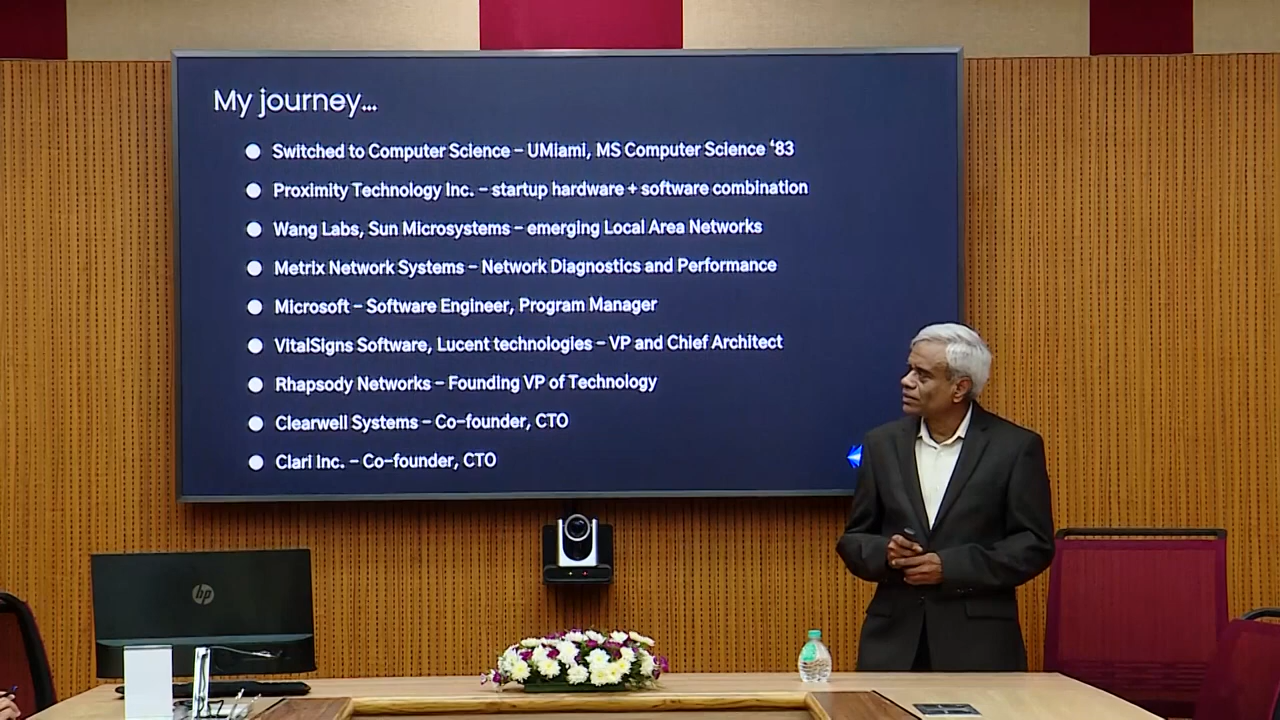 My journey...
Switched to Computer Science – UMiami, MS Computer Science ‘83
Proximity Technology Inc. – startup hardware + software combination
Wang Labs, Sun Microsystems – emerging Local Area Networks
Metrix Network Systems – Network Diagnostics and Performance
Microsoft – Software Engineer, Program Manager
VitalSigns Software, Lucent technologies – VP and Chief Architect
Rhapsody Networks – Founding VP of Technology
Clearwell Systems – Co-founder, CTO
Clari Inc. – Co-founder, CTO
hp